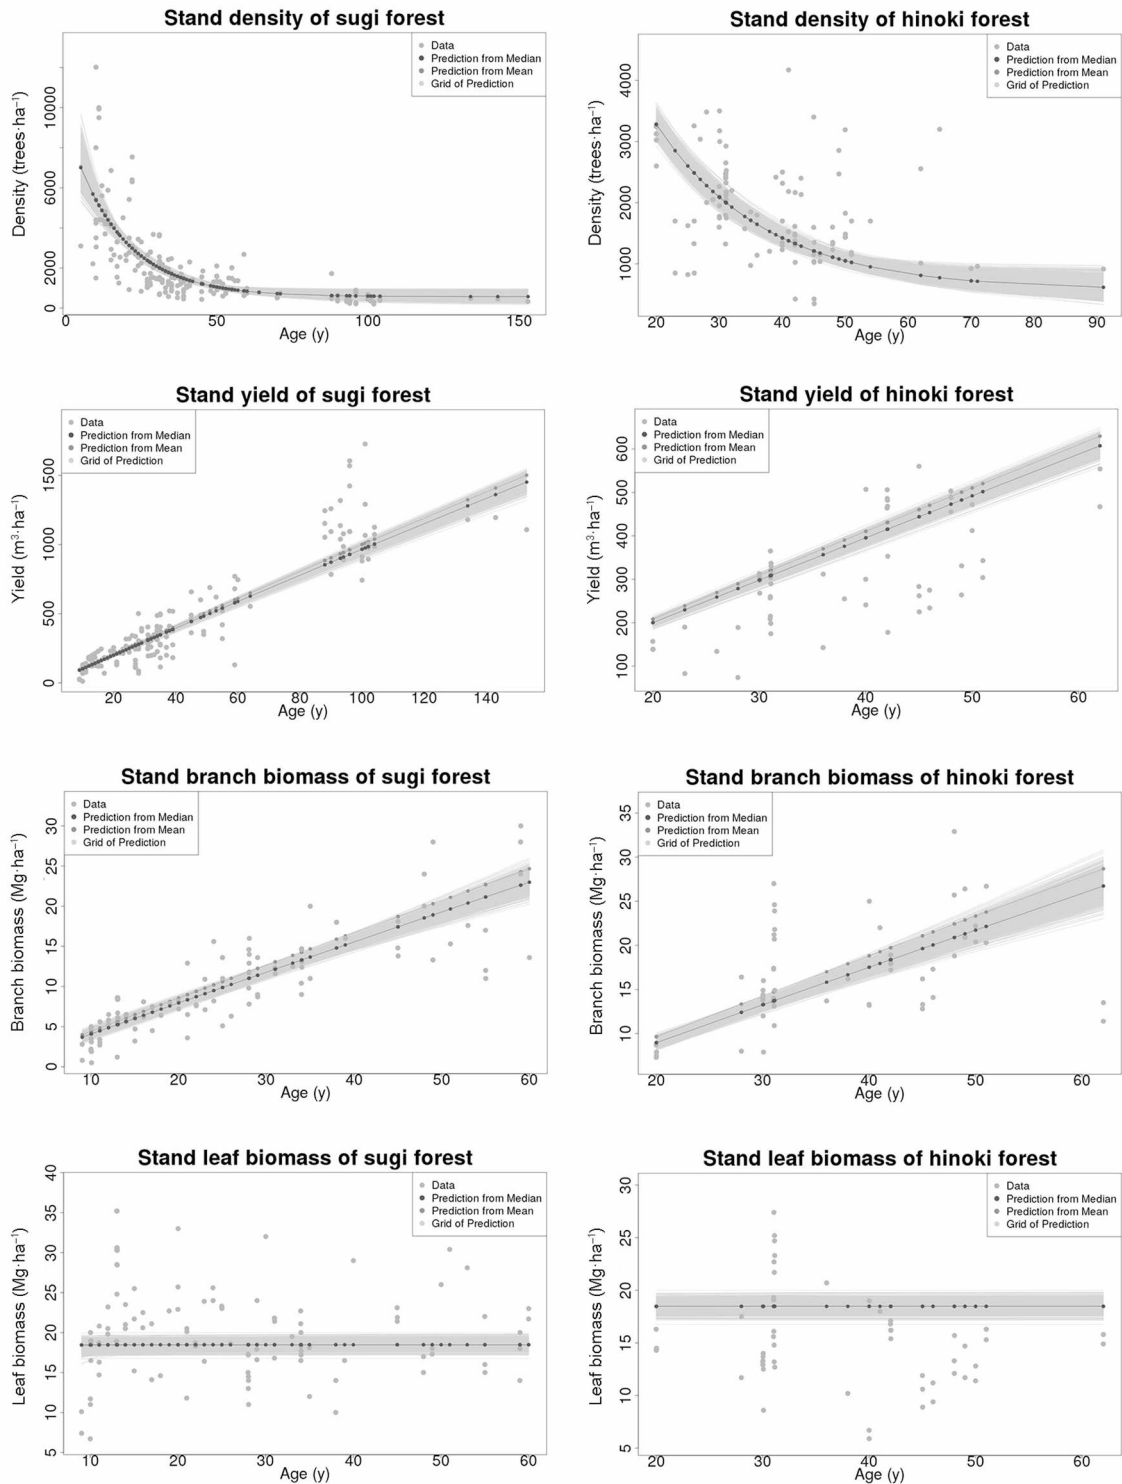 Stand density of sugi forest
Density (trees·ha⁻¹)
10000
6000
2000
0
Data
Prediction from Median
Prediction from Mean
Grid of Prediction
0 50 100 150
Age (y)
Stand density of hinoki forest
Density (trees·ha⁻¹)
4000
3000
2000
1000
Data
Prediction from Median
Prediction from Mean
Grid of Prediction
20 30 40 50 60 70 80 90
Age (y)
Stand yield of sugi forest
Yield (m³·ha⁻¹)
1500
1000
500
0
Data
Prediction from Median
Prediction from Mean
Grid of Prediction
20 40 60 80 100 120 140
Age (y)
Stand yield of hinoki forest
Yield (m³·ha⁻¹)
600
500
400
300
200
100
Data
Prediction from Median
Prediction from Mean
Grid of Prediction
20 30 40 50 60
Age (y)
Stand branch biomass of sugi forest
Branch biomass (Mg·ha⁻¹)
30
25
20
15
10
5
0
Data
Prediction from Median
Prediction from Mean
Grid of Prediction
10 20 30 40 50 60
Age (y)
Stand branch biomass of hinoki forest
Branch biomass (Mg·ha⁻¹)
35
30
25
20
15
10
Data
Prediction from Median
Prediction from Mean
Grid of Prediction
20 30 40 50 60
Age (y)
Stand leaf biomass of sugi forest
Leaf biomass (Mg·ha⁻¹)
40
35
30
25
20
15
10
5
Data
Prediction from Median
Prediction from Mean
Grid of Prediction
10 20 30 40 50 60
Age (y)
Stand leaf biomass of hinoki forest
Leaf biomass (Mg·ha⁻¹)
30
25
20
15
10
5
Data
Prediction from Median
Prediction from Mean
Grid of Prediction
20 30 40 50 60
Age (y)